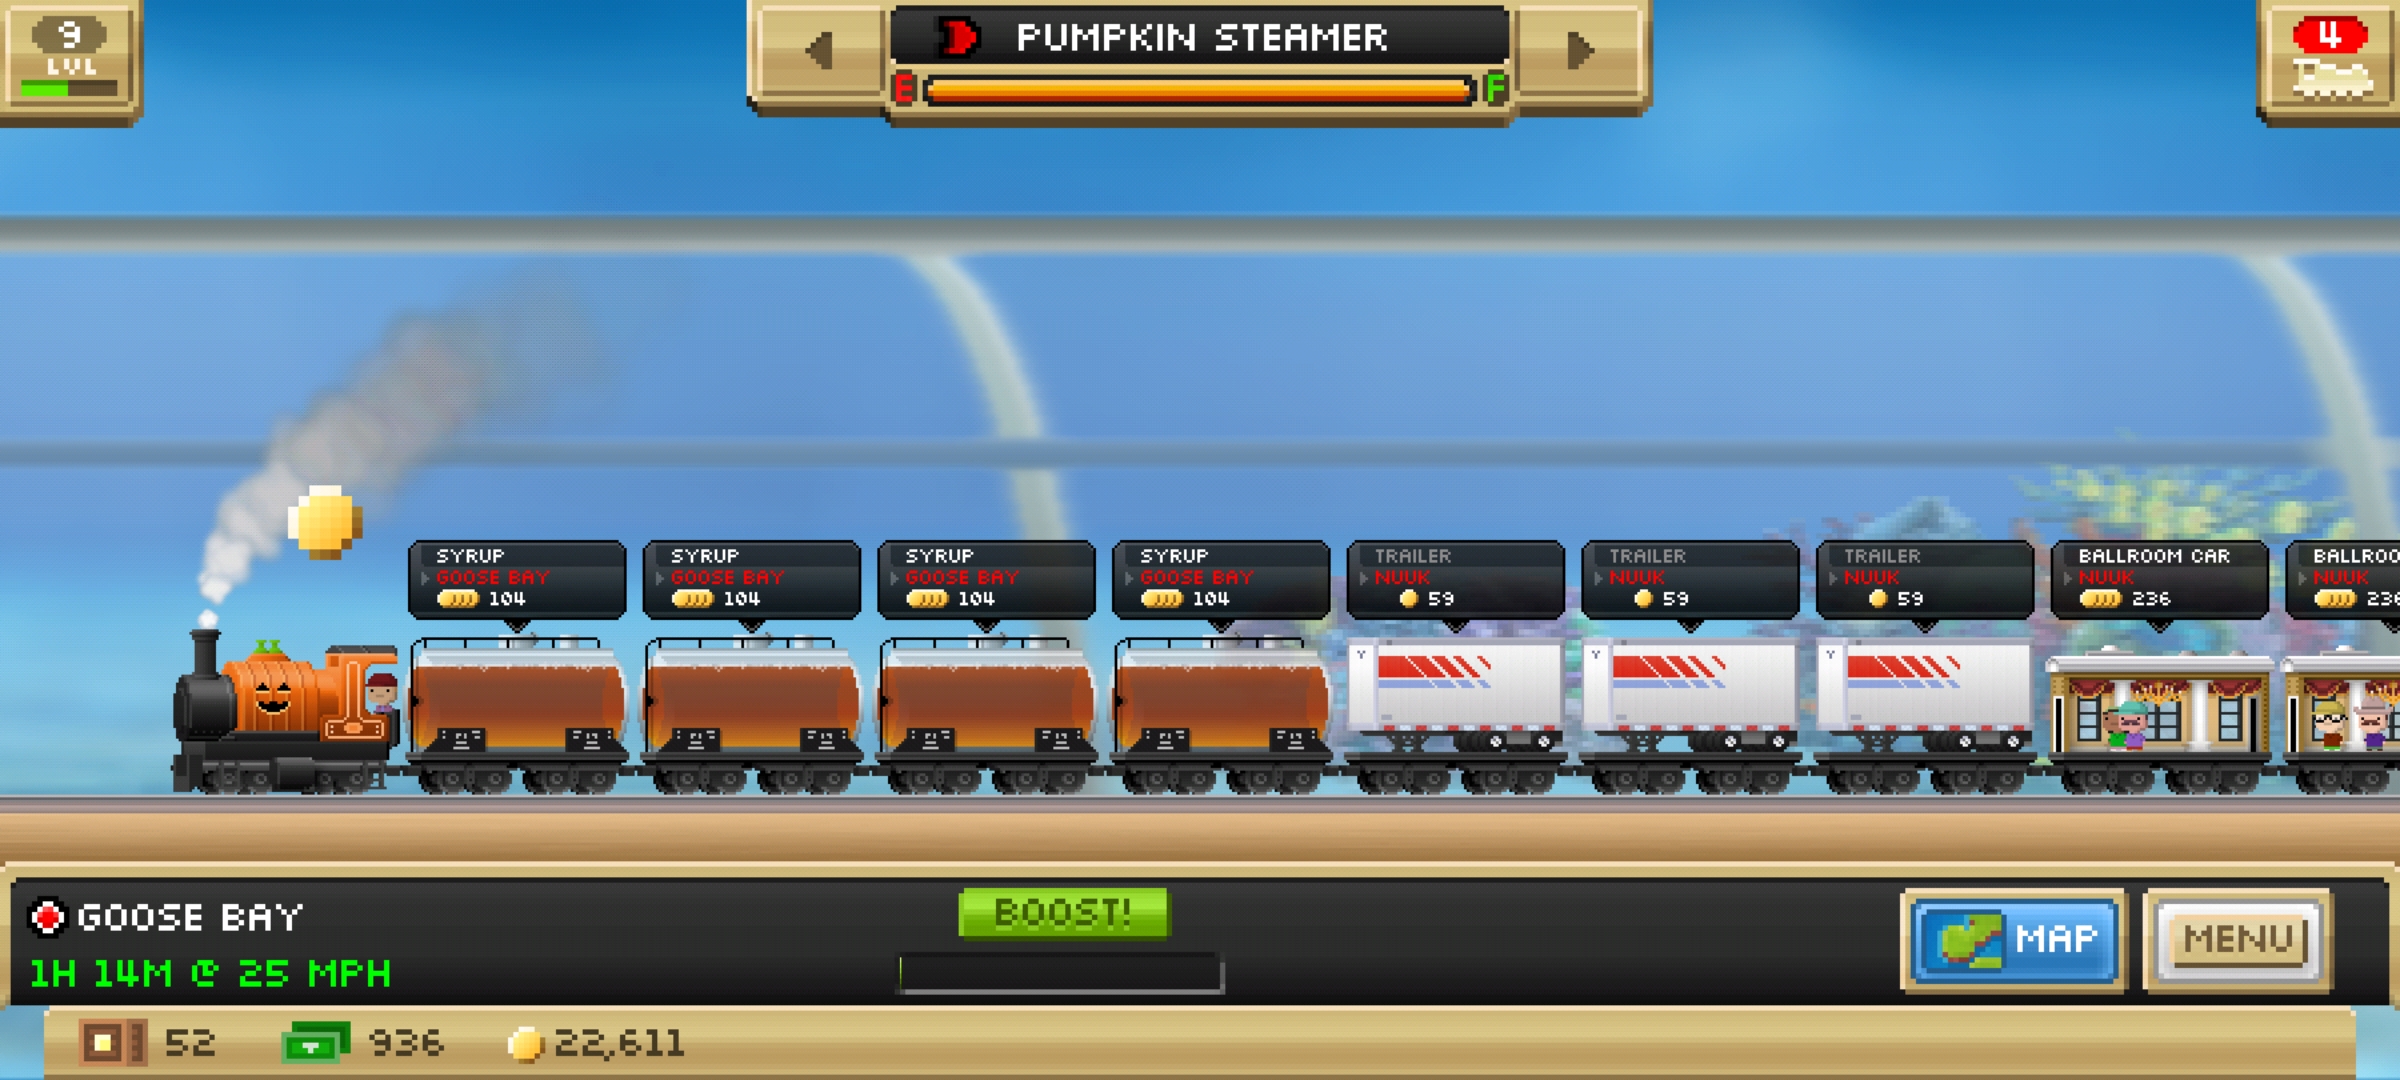 9
LVL
PUMPKIN STEAMER
E F
4
SYRUP
GOOSE BAY
104
SYRUP
GOOSE BAY
104
SYRUP
GOOSE BAY
104
SYRUP
GOOSE BAY
104
TRAILER
NUUK
59
TRAILER
NUUK
59
TRAILER
NUUK
59
BALLROOM CAR
NUUK
236
BALLROO
NUUK
236
GOOSE BAY
1H 14M @ 25 MPH
BOOST!
MAP
MENU
52
936
22,611